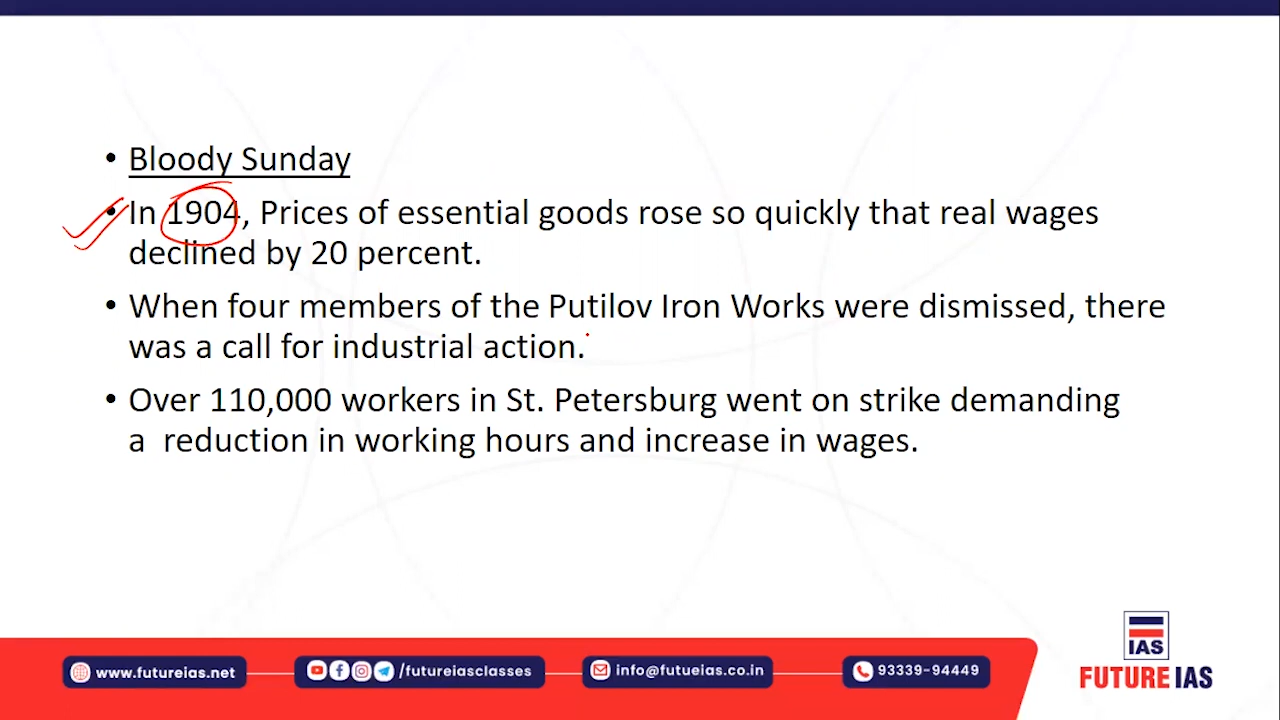 • Bloody Sunday
• In 1904, Prices of essential goods rose so quickly that real wages
declined by 20 percent.
• When four members of the Putilov Iron Works were dismissed, there
was a call for industrial action.
• Over 110,000 workers in St. Petersburg went on strike demanding
a  reduction in working hours and increase in wages.
IAS
www.futureias.net
/futureiasclasses
info@futueias.co.in
93339-94449
FUTURE IAS